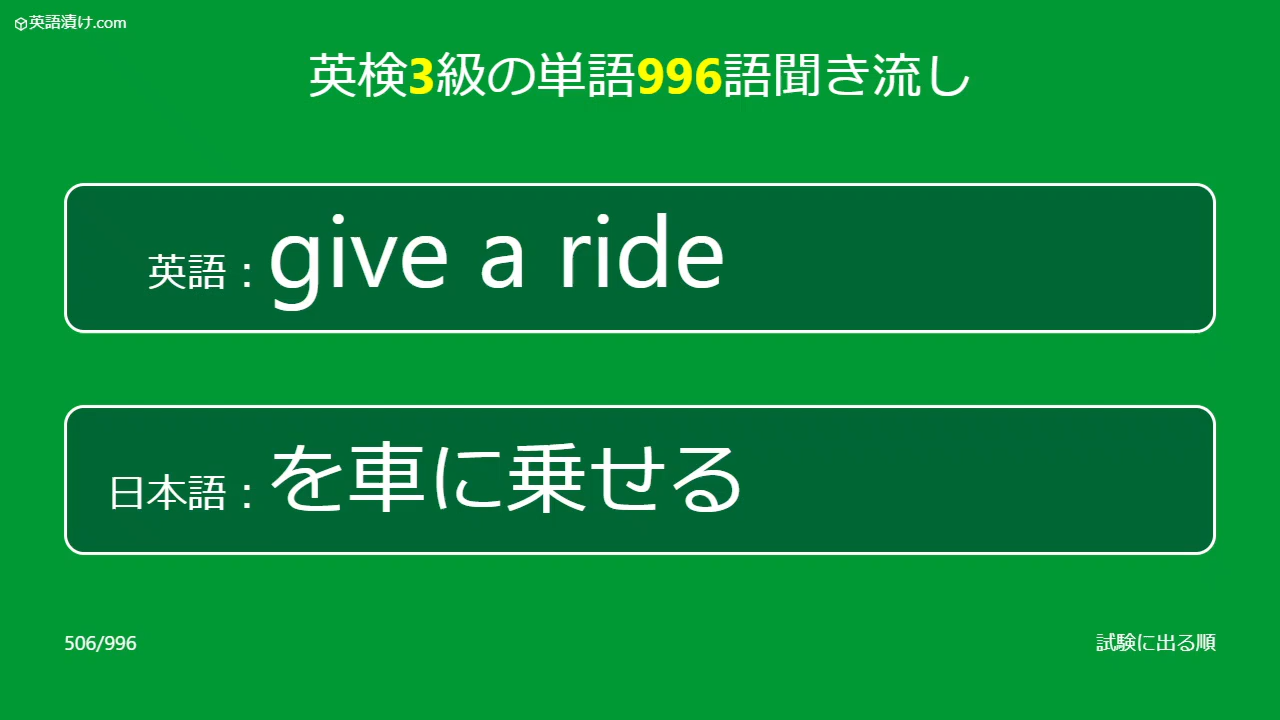 英語漬け.com
英検3級の単語996語聞き流し
英語：give a ride
日本語：を車に乗せる
506/996
試験に出る順